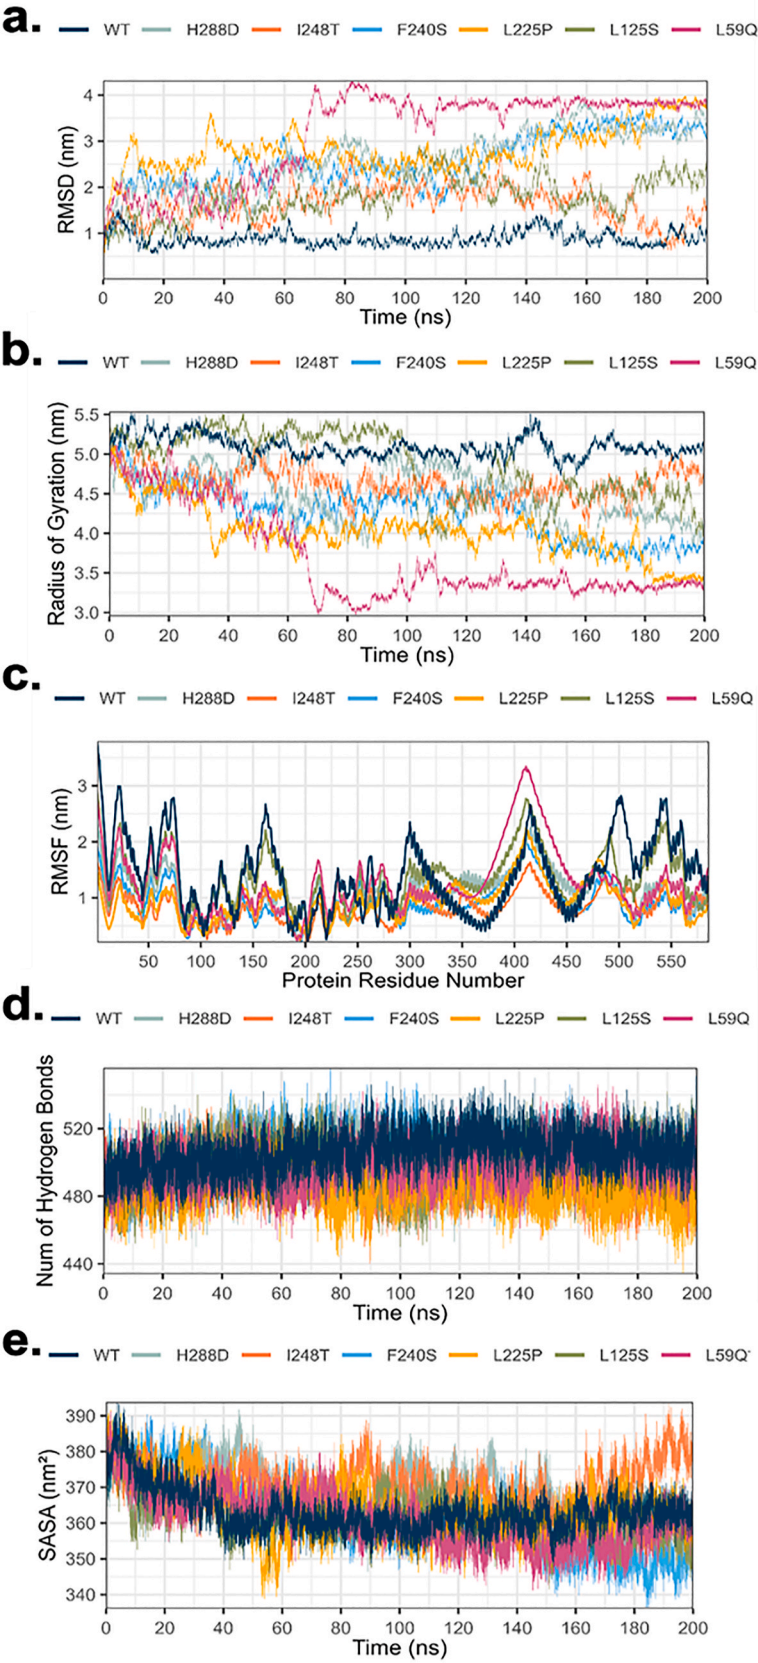 a.
WT H288D I248T F240S L225P L125S L59Q
RMSD (nm)
4
3
2
1
0 20 40 60 80 100 120 140 160 180 200
Time (ns)
b.
WT H288D I248T F240S L225P L125S L59Q
Radius of Gyration (nm)
5.5
5.0
4.5
4.0
3.5
3.0
0 20 40 60 80 100 120 140 160 180 200
Time (ns)
c.
WT H288D I248T F240S L225P L125S L59Q
RMSF (nm)
3
2
1
50 100 150 200 250 300 350 400 450 500 550
Protein Residue Number
d.
WT H288D I248T F240S L225P L125S L59Q
Num of Hydrogen Bonds
520
480
440
0 20 40 60 80 100 120 140 160 180 200
Time (ns)
e.
WT H288D I248T F240S L225P L125S L59Q
SASA (nm²)
390
380
370
360
350
340
0 20 40 60 80 100 120 140 160 180 200
Time (ns)